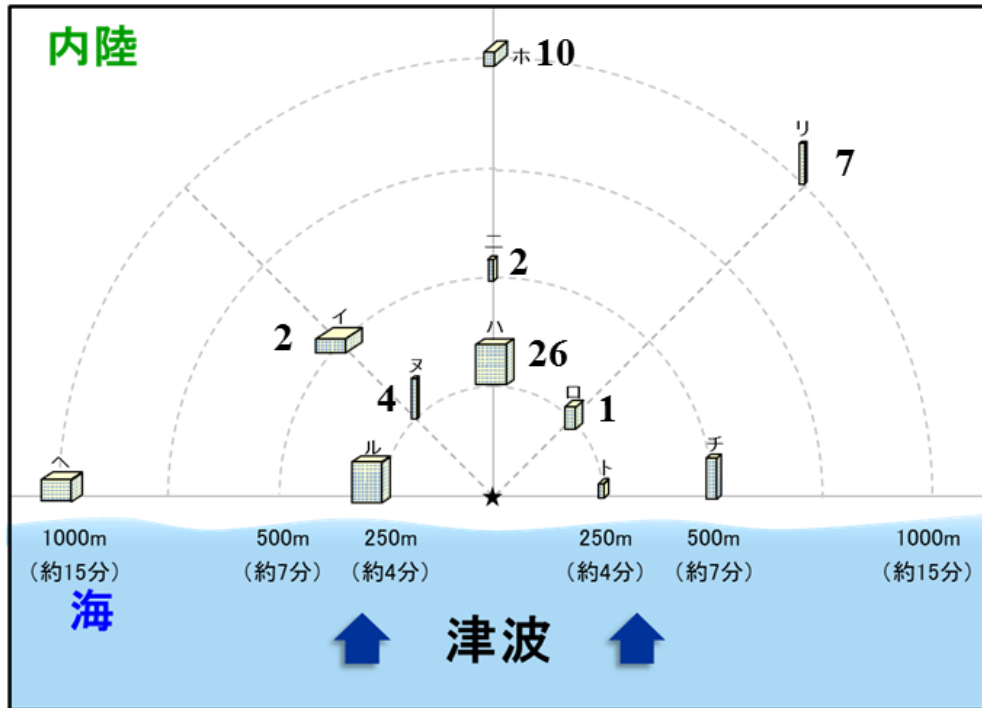 内陸
ホ 10
リ
7
ニ
2
イ
2
ハ
26
ヌ
4
ロ
1
ヘ
ル
ト
チ
★
1000m 500m 250m 250m 500m 1000m
(約15分) (約7分) (約4分) (約4分) (約7分) (約15分)
海
津波